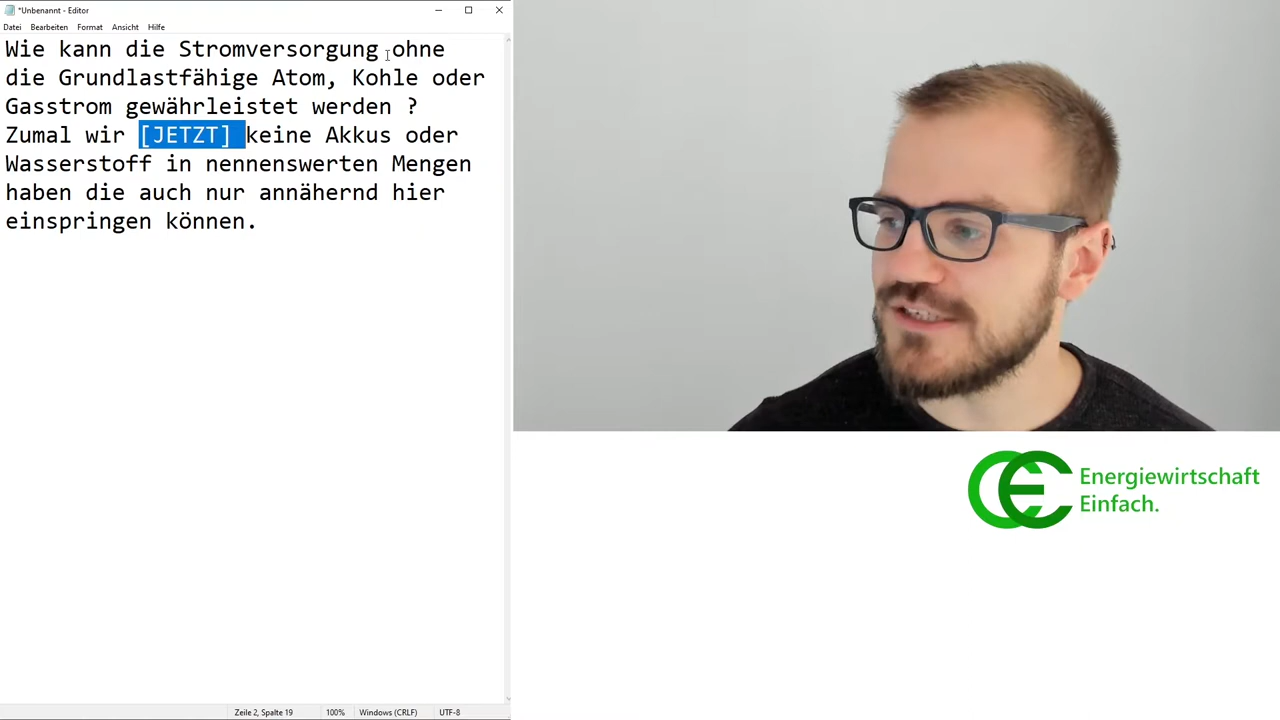 *Unbenannt - Editor
Datei Bearbeiten Format Ansicht Hilfe
Wie kann die Stromversorgung ohne
die Grundlastfähige Atom, Kohle oder
Gasstrom gewährleistet werden ?
Zumal wir [JETZT] keine Akkus oder
Wasserstoff in nennenswerten Mengen
haben die auch nur annähernd hier
einspringen können.
Energiewirtschaft
Einfach.
Zeile 2, Spalte 19 100% Windows (CRLF) UTF-8